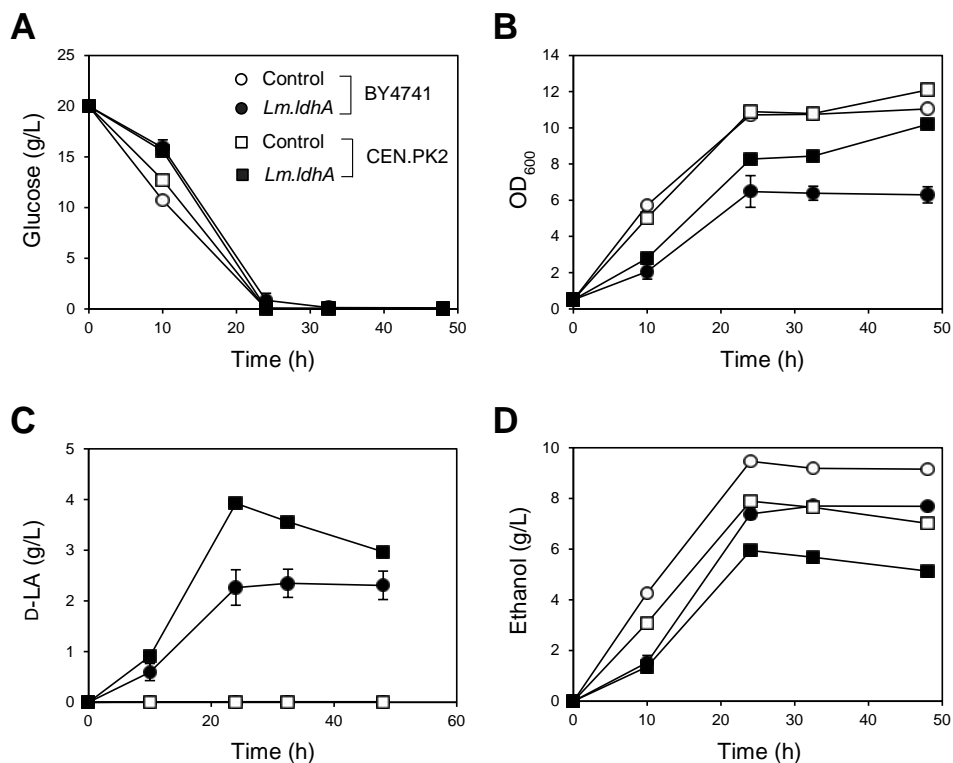 A
Glucose (g/L)
25
20
15
10
5
0
0 10 20 30 40 50
Time (h)
Control
Lm.ldhA
BY4741
Control
Lm.ldhA
CEN.PK2
B
OD600
14
12
10
8
6
4
2
0
0 10 20 30 40 50
Time (h)
C
D-LA (g/L)
5
4
3
2
1
0
0 20 40 60
Time (h)
D
Ethanol (g/L)
10
8
6
4
2
0
0 10 20 30 40 50
Time (h)